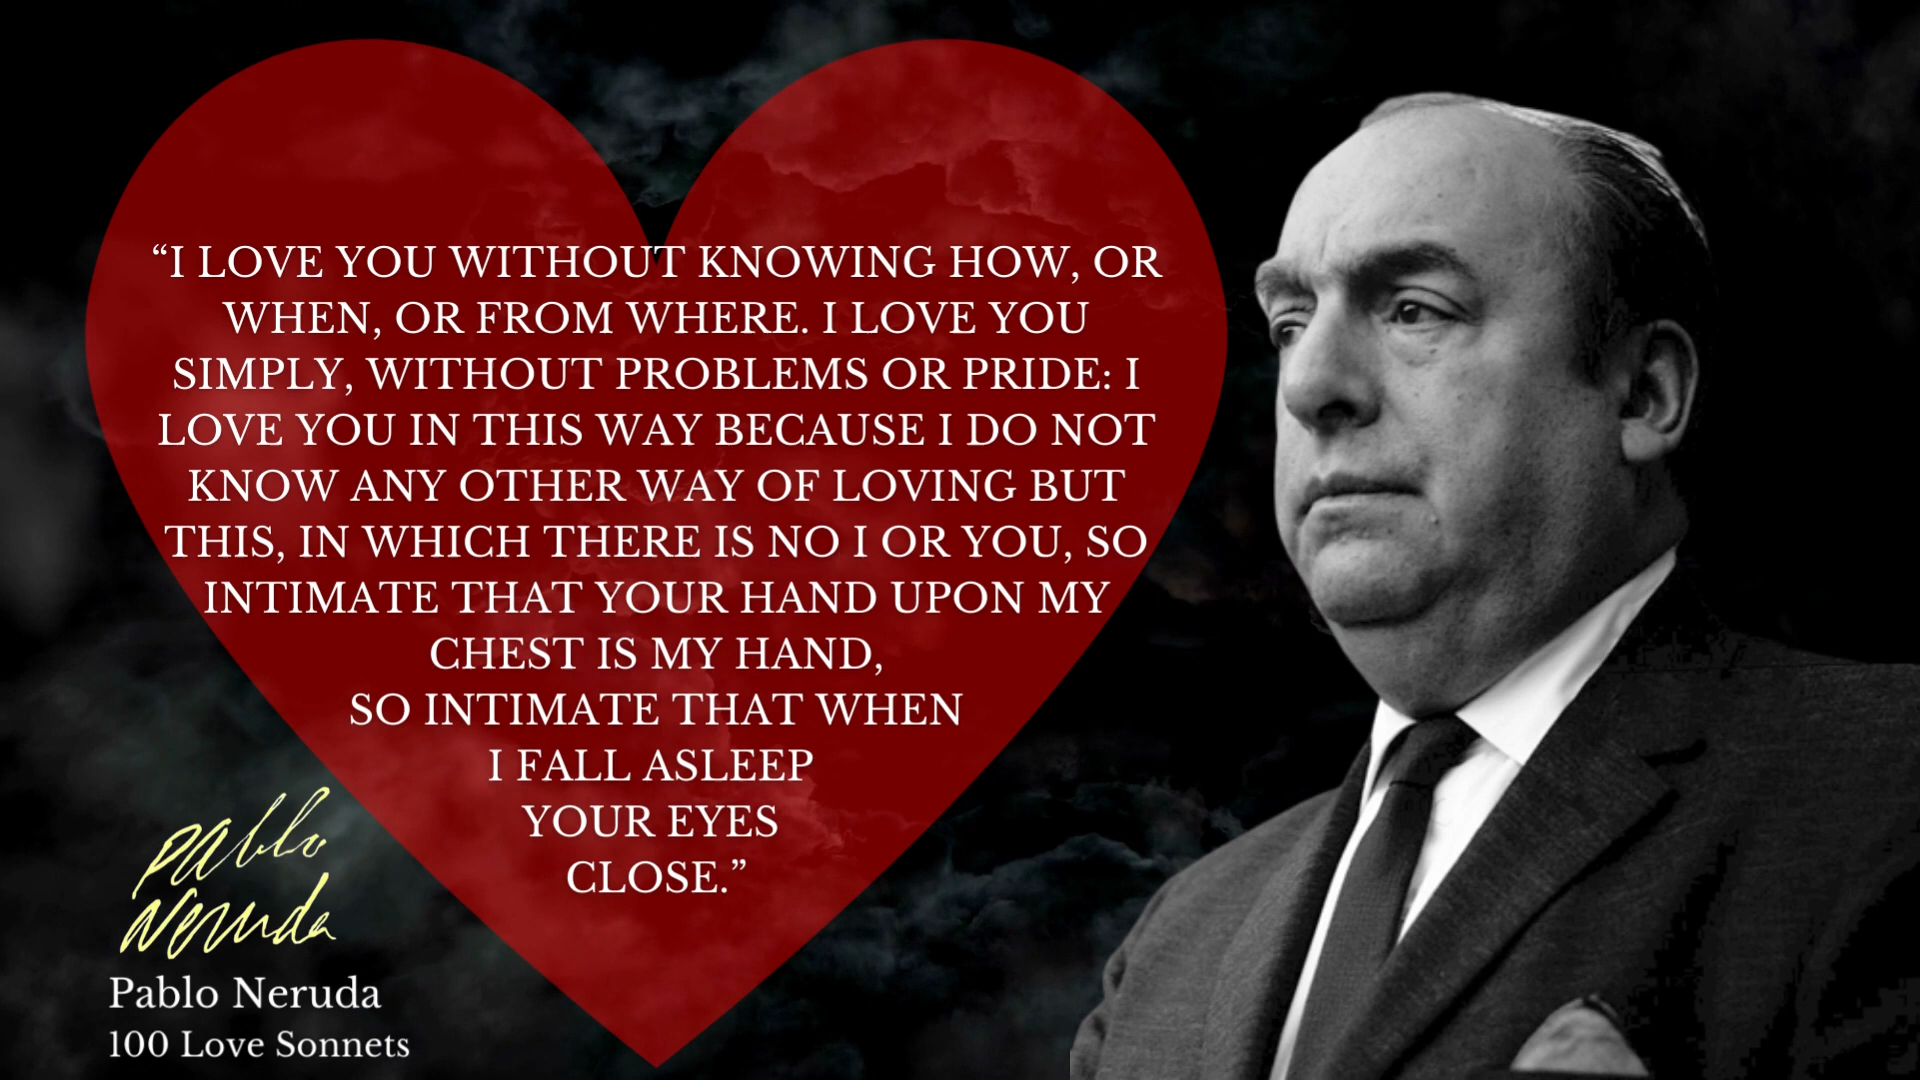 “I LOVE YOU WITHOUT KNOWING HOW, OR
WHEN, OR FROM WHERE. I LOVE YOU
SIMPLY, WITHOUT PROBLEMS OR PRIDE: I
LOVE YOU IN THIS WAY BECAUSE I DO NOT
KNOW ANY OTHER WAY OF LOVING BUT
THIS, IN WHICH THERE IS NO I OR YOU, SO
INTIMATE THAT YOUR HAND UPON MY
CHEST IS MY HAND,
SO INTIMATE THAT WHEN
I FALL ASLEEP
YOUR EYES
CLOSE.”
Pablo
Neruda
Pablo Neruda
100 Love Sonnets